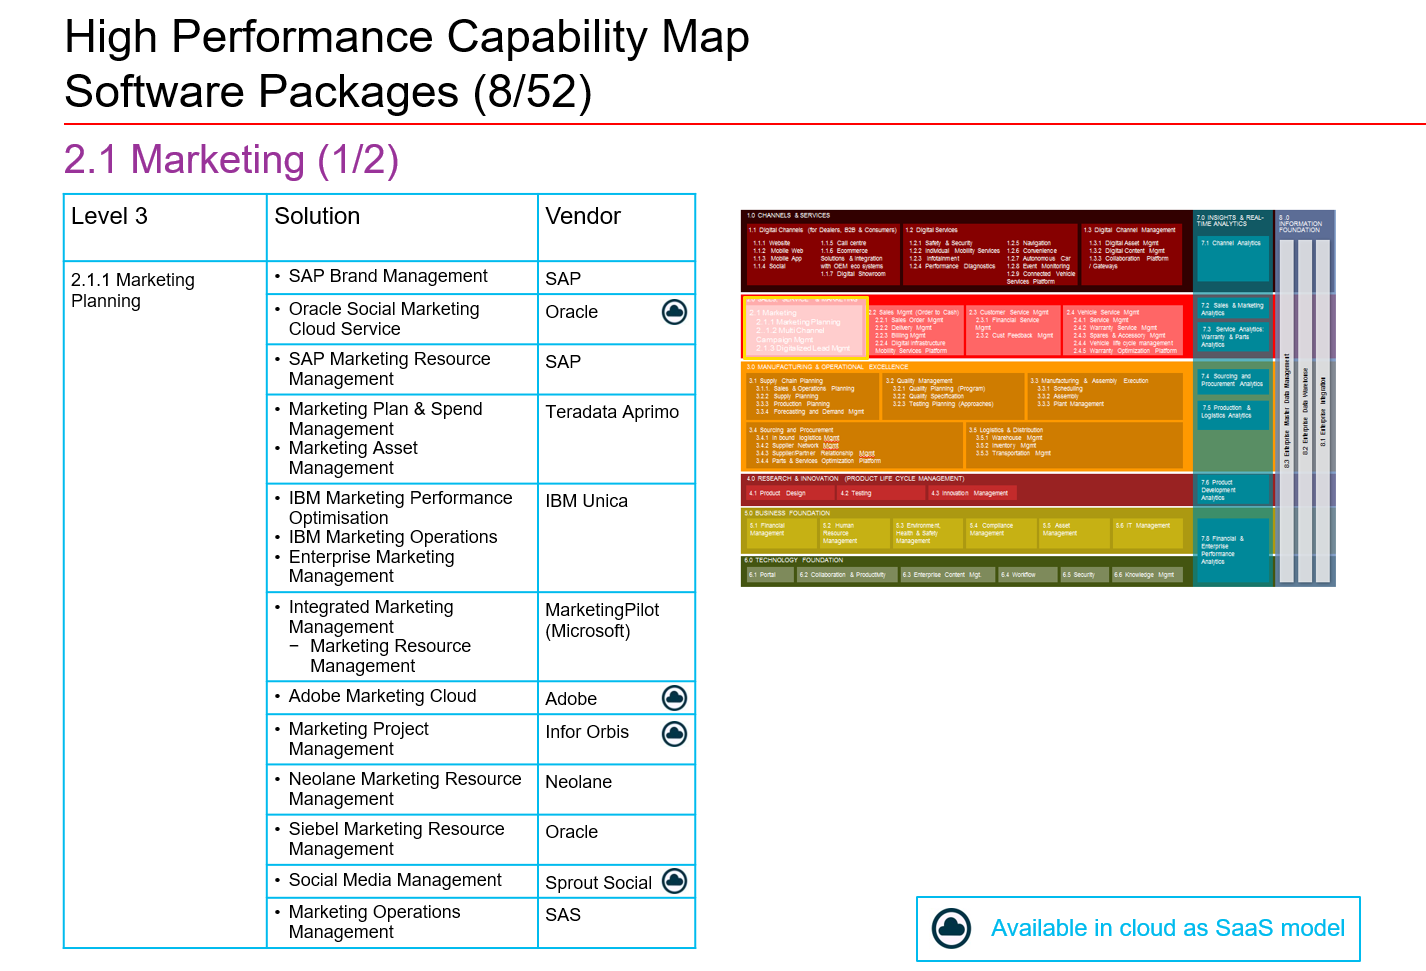 High Performance Capability Map
Software Packages (8/52)
2.1 Marketing (1/2)
Level 3
Solution
Vendor
2.1.1 Marketing
Planning
• SAP Brand Management
SAP
• Oracle Social Marketing
Cloud Service
Oracle
• SAP Marketing Resource
Management
SAP
• Marketing Plan & Spend
Management
• Marketing Asset
Management
Teradata Aprimo
• IBM Marketing Performance
Optimisation
• IBM Marketing Operations
• Enterprise Marketing
Management
IBM Unica
• Integrated Marketing
Management
− Marketing Resource
Management
MarketingPilot
(Microsoft)
• Adobe Marketing Cloud
Adobe
• Marketing Project
Management
Infor Orbis
• Neolane Marketing Resource
Management
Neolane
• Siebel Marketing Resource
Management
Oracle
• Social Media Management
Sprout Social
• Marketing Operations
Management
SAS
1.0 CHANNELS & SERVICES
1.1 Digital Channels (for Dealers, B2B & Consumers)
1.1.1 Website
1.1.2 Mobile Web
1.1.3 Mobile App
1.1.4 Social
1.1.5 Call centre
1.1.6 Ecommerce
Solutions & Integration
with OEM eco systems
1.1.7 Digital Showroom
1.2 Digital Services
1.2.1 Safety & Security
1.2.2 Individual Mobility Services
1.2.3 Infotainment
1.2.4 Performance Diagnostics
1.2.5 Navigation
1.2.6 Convenience
1.2.7 Autonomous Car
1.2.8 Event Monitoring
1.2.9 Connected Vehicle
Services Platform
1.3 Digital Channel Management
1.3.1 Digital Asset Mgmt
1.3.2 Digital Content Mgmt
1.3.3 Collaboration Platform
/ Gateways
2.1 Marketing
2.1.1 Marketing Planning
2.1.2 Multi Channel
Campaign Mgmt
2.1.3 Digitalized Lead Mgmt
2.2 Sales Mgmt (Order to Cash)
2.2.1 Sales Order Mgmt
2.2.2 Delivery Mgmt
2.2.3 Billing Mgmt
2.2.4 Digital infrastructure
Mobility Services Platform
2.3 Customer Service Mgmt
2.3.1 Financial Service
Mgmt
2.3.2 Cust Feedback Mgmt
2.4 Vehicle Service Mgmt
2.4.1 Service Mgmt
2.4.2 Warranty Service Mgmt
2.4.3 Spares & Accessory Mgmt
2.4.4 Vehicle life cycle management
2.4.5 Warranty Optimization Platform
3.0 MANUFACTURING & OPERATIONAL EXCELLENCE
3.1 Supply Chain Planning
3.1.1 Sales & Operations Planning
3.2.2 Supply Planning
3.3.3 Production Planning
3.3.4 Forecasting and Demand Mgmt
3.2 Quality Management
3.2.1 Quality Planning (Program)
3.2.2 Quality Specification
3.2.3 Testing Planning (Approaches)
3.3 Manufacturing & Assembly Execution
3.3.1 Scheduling
3.3.2 Assembly
3.3.3 Plant Management
3.4 Sourcing and Procurement
3.4.1 In bound logistics Mgmt
3.4.2 Supplier Network Mgmt
3.4.3 Supplier/Partner Relationship Mgmt
3.4.4 Parts & Services Optimization Platform
3.5 Logistics & Distribution
3.5.1 Warehouse Mgmt
3.5.2 Inventory Mgmt
3.5.3 Transportation Mgmt
4.0 RESEARCH & INNOVATION (PRODUCT LIFE CYCLE MANAGEMENT)
4.1 Product Design
4.2 Testing
4.3 Innovation Management
5.0 BUSINESS FOUNDATION
5.1 Financial
Management
5.2 Human
Resource
Management
5.3 Environment,
Health & Safety
Management
5.4 Compliance
Management
5.5 Asset
Management
5.6 IT Management
6.0 TECHNOLOGY FOUNDATION
6.1 Portal
6.2 Collaboration & Productivity
6.3 Enterprise Content Mgt.
6.4 Workflow
6.5 Security
6.6 Knowledge Mgmt
7.0 INSIGHTS & REAL-
TIME ANALYTICS
7.1 Channel Analytics
7.2 Sales & Marketing
Analytics
7.3 Service Analytics:
Warranty & Parts
Analytics
7.4 Sourcing and
Procurement Analytics
7.5 Production &
Logistics Analytics
7.6 Product
Development
Analytics
7.8 Financial &
Enterprise
Performance
Analytics
8 .0
INFORMATION
FOUNDATION
8.3 Enterprise Master Data Management
8.2 Enterprise Data Warehouse
8.1 Enterprise Integration
Available in cloud as SaaS model